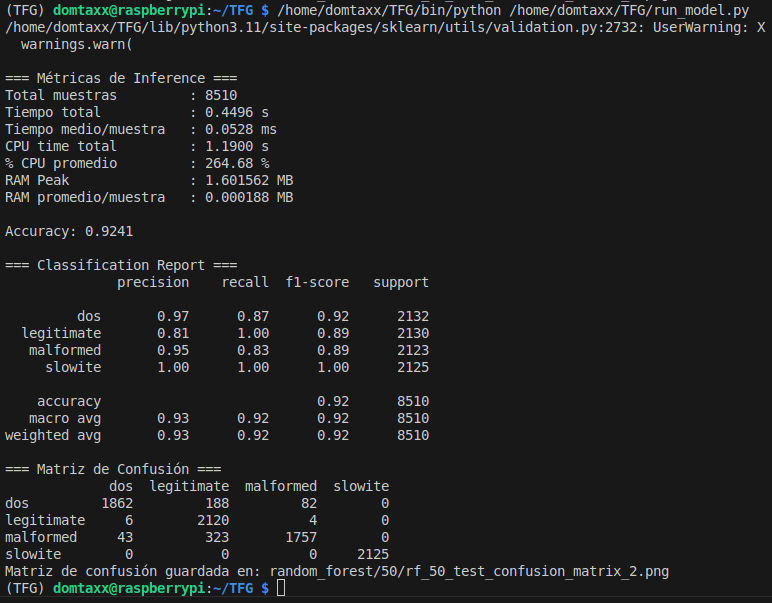 (TFG) domtaxx@raspberrypi:~/TFG $ /home/domtaxx/TFG/bin/python /home/domtaxx/TFG/run_model.py
/home/domtaxx/TFG/lib/python3.11/site-packages/sklearn/utils/validation.py:2732: UserWarning: X
  warnings.warn(

=== Métricas de Inference ===
Total muestras         : 8510
Tiempo total           : 0.4496 s
Tiempo medio/muestra   : 0.0528 ms
CPU time total         : 1.1900 s
% CPU promedio         : 264.68 %
RAM Peak               : 1.601562 MB
RAM promedio/muestra   : 0.000188 MB

Accuracy: 0.9241

=== Classification Report ===
              precision    recall  f1-score   support

         dos       0.97      0.87      0.92      2132
  legitimate       0.81      1.00      0.89      2130
   malformed       0.95      0.83      0.89      2123
     slowite       1.00      1.00      1.00      2125

    accuracy                           0.92      8510
   macro avg       0.93      0.92      0.92      8510
weighted avg       0.93      0.92      0.92      8510

=== Matriz de Confusión ===
             dos  legitimate  malformed  slowite
dos         1862         188         82        0
legitimate     6        2120          4        0
malformed     43         323       1757        0
slowite        0           0          0     2125
Matriz de confusión guardada en: random_forest/50/rf_50_test_confusion_matrix_2.png
(TFG) domtaxx@raspberrypi:~/TFG $